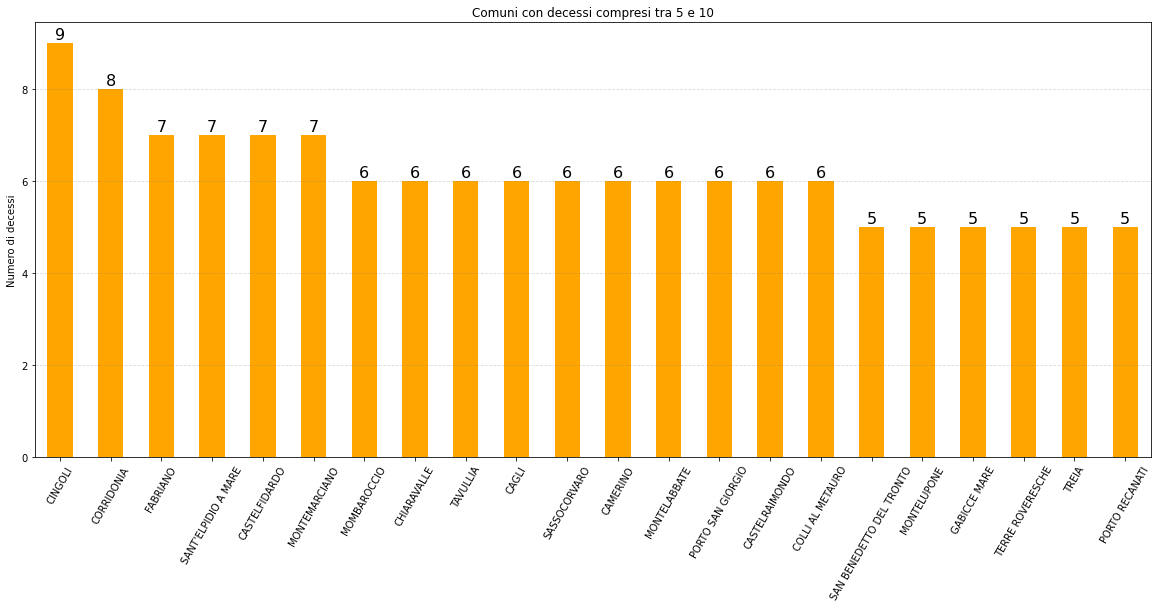 Comuni con decessi compresi tra 5 e 10
Numero di decessi
8
6
4
2
0
9
8
7
7
7
7
6
6
6
6
6
6
6
6
6
6
5
5
5
5
5
5
CINGOLI
CORRIDONIA
FABRIANO
SANT'ELPIDIO A MARE
CASTELFIDARDO
MONTEMARCIANO
MOMBAROCCIO
CHIARAVALLE
TAVULLIA
CAGLI
SASSOCORVARO
CAMERINO
MONTELABBATE
PORTO SAN GIORGIO
CASTELRAIMONDO
COLLI AL METAURO
SAN BENEDETTO DEL TRONTO
MONTELUPONE
GABICCE MARE
TERRE ROVERESCHE
TREIA
PORTO RECANATI